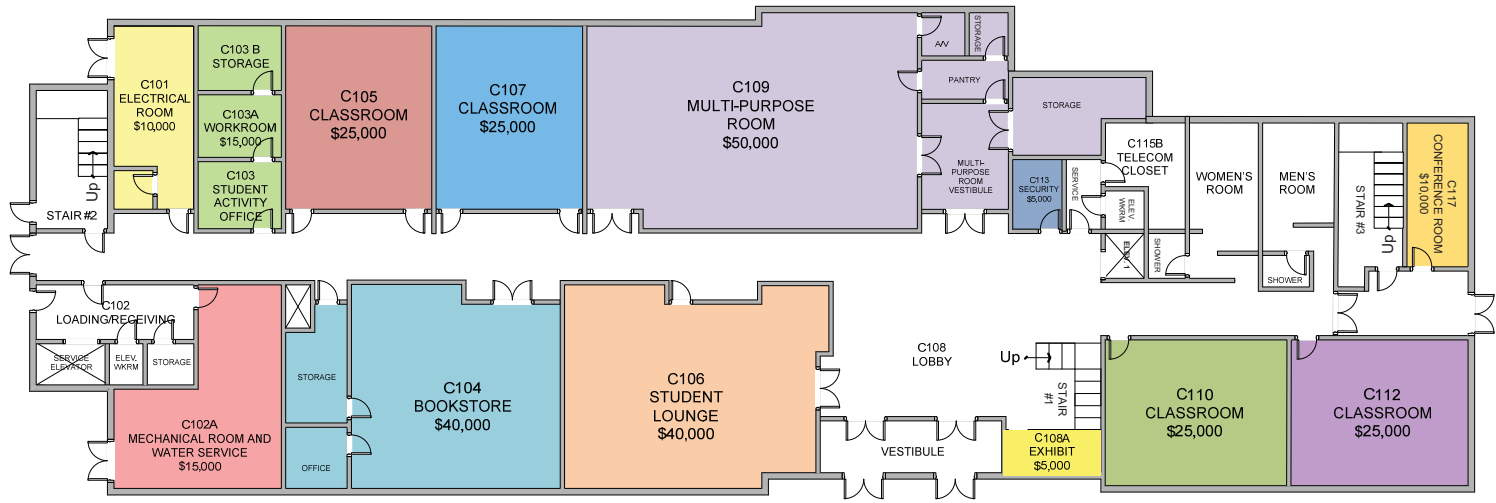 C101
ELECTRICAL
ROOM
$10,000
C103 B
STORAGE
C103A
WORKROOM
$15,000
C103
STUDENT
ACTIVITY
OFFICE
C105
CLASSROOM
$25,000
C107
CLASSROOM
$25,000
C109
MULTI-PURPOSE
ROOM
$50,000
A/V
STORAGE
PANTRY
STORAGE
MULTI-
PURPOSE
ROOM
VESTIBULE
C113
SECURITY
$5,000
SERVICE
C115B
TELECOM
CLOSET
ELEV.
WKRM
ELEV.1
SHOWER
WOMEN'S
ROOM
MEN'S
ROOM
SHOWER
STAIR #3
Up
C117
CONFERENCE ROOM
$10,000
Up
STAIR #2
C102
LOADING/RECEIVING
SERVICE
ELEVATOR
ELEV.
WKRM
STORAGE
C102A
MECHANICAL ROOM AND
WATER SERVICE
$15,000
STORAGE
OFFICE
C104
BOOKSTORE
$40,000
C106
STUDENT
LOUNGE
$40,000
C108
LOBBY
Up
STAIR
#1
VESTIBULE
C108A
EXHIBIT
$5,000
C110
CLASSROOM
$25,000
C112
CLASSROOM
$25,000